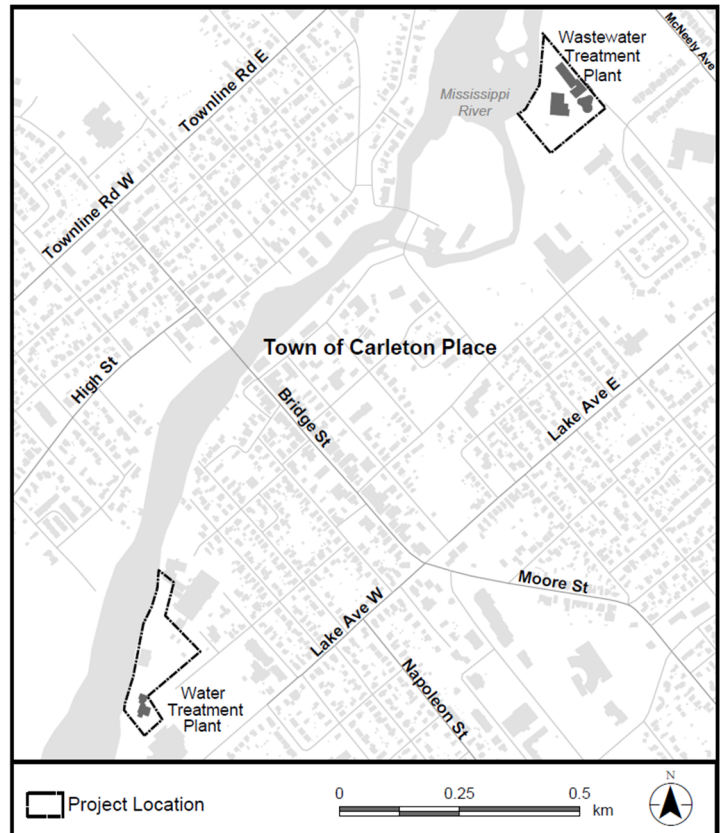 McNeely Ave
Wastewater
Treatment
Plant
Mississippi
River
Townline Rd E
Townline Rd W
Town of Carleton Place
High St
Bridge St
Lake Ave E
Moore St
Lake Ave W
Napoleon St
Water
Treatment
Plant
Project Location
0 0.25 0.5
km
N